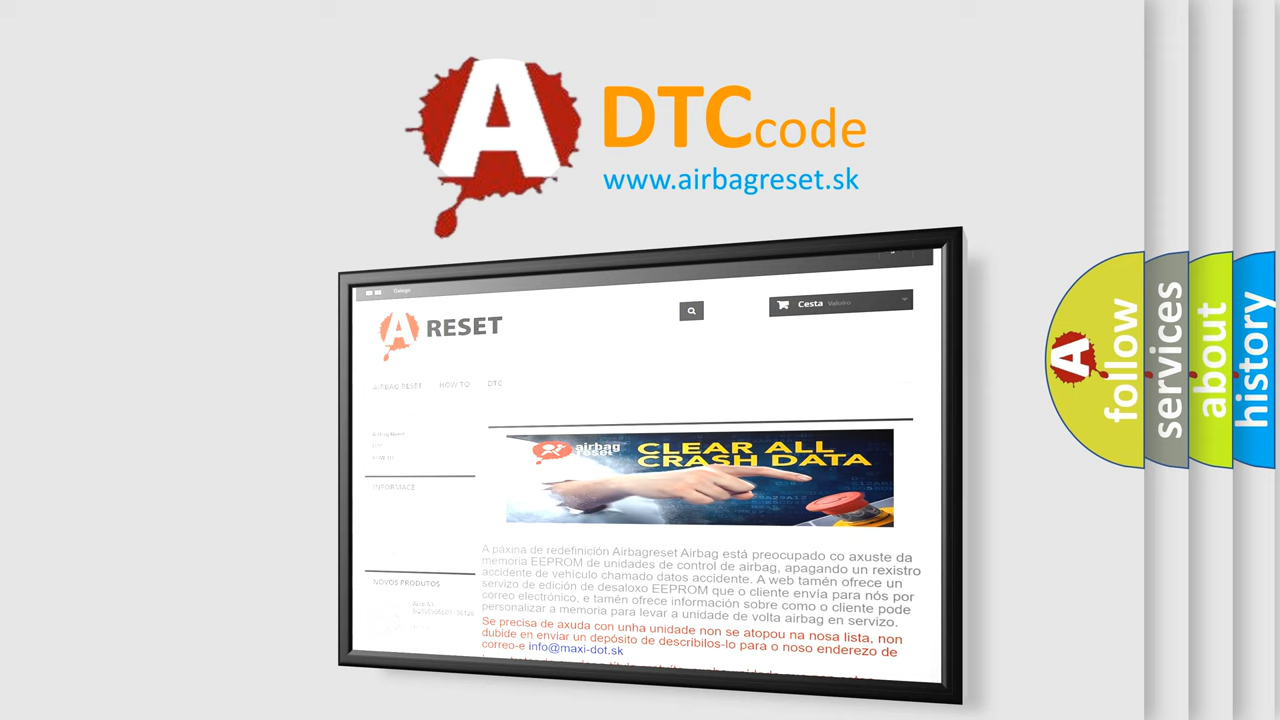 A
DTCcode
www.airbagreset.sk
Galego
A RESET
Cesta Valeiro
AIRBAG RESET HOW TO DTC
INFORMACE
airbag
reset
CLEAR ALL
CRASH DATA
A páxina de redefinición Airbagreset Airbag está preocupado co axuste da
memoria EEPROM de unidades de control de airbag, apagando un rexistro
accidente de vehículo chamado datos accidente. A web tamén ofrece un
servizo de edición de desaloxo EEPROM que o cliente envía para nós por
correo electrónico, e tamén ofrece información sobre como o cliente pode
personalizar a memoria para levar a unidade de volta airbag en servizo.
Se precisa de axuda con unha unidade non se atopou na nosa lista, non
dubide en enviar un depósito de describilos-lo para o noso enderezo de
correo-e info@maxi-dot.sk
NOVOS PRODUTOS
A
follow
services
about
history